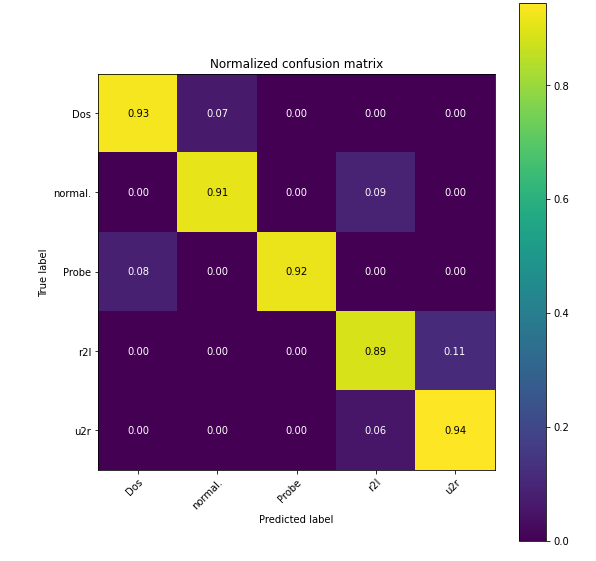 Normalized confusion matrix
Dos 0.93 0.07 0.00 0.00 0.00
normal. 0.00 0.91 0.00 0.09 0.00
Probe 0.08 0.00 0.92 0.00 0.00
r2l 0.00 0.00 0.00 0.89 0.11
u2r 0.00 0.00 0.00 0.06 0.94
True label
Dos normal. Probe r2l u2r
Predicted label
0.8
0.6
0.4
0.2
0.0